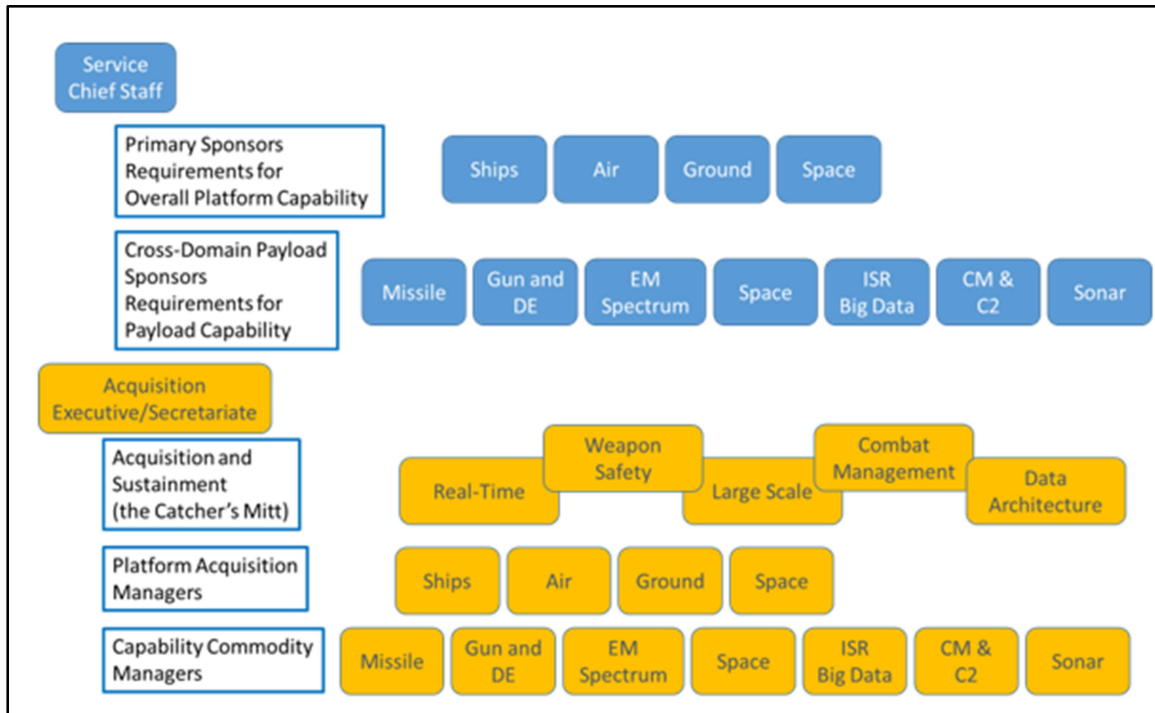 Service
Chief Staff
Primary Sponsors
Requirements for
Overall Platform Capability
Ships
Air
Ground
Space
Cross-Domain Payload
Sponsors
Requirements for
Payload Capability
Missile
Gun and
DE
EM
Spectrum
Space
ISR
Big Data
CM &
C2
Sonar
Acquisition
Executive/Secretariate
Acquisition and
Sustainment
(the Catcher's Mitt)
Real-Time
Weapon
Safety
Large Scale
Combat
Management
Data
Architecture
Platform Acquisition
Managers
Ships
Air
Ground
Space
Capability Commodity
Managers
Missile
Gun and
DE
EM
Spectrum
Space
ISR
Big Data
CM &
C2
Sonar